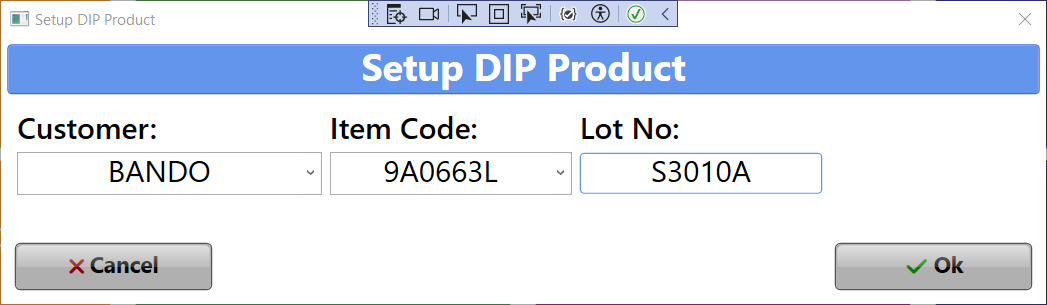 Setup DIP Product
Setup DIP Product
Customer: Item Code: Lot No:
BANDO 9A0663L S3010A
Cancel Ok